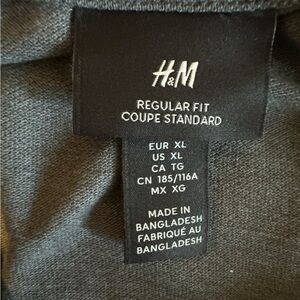 H&M
REGULAR FIT
COUPE STANDARD
EUR XL
US XL
CA TG
CN 185/116A
MX XG
MADE IN
BANGLADESH
FABRIQUÉ AU
BANGLADESH